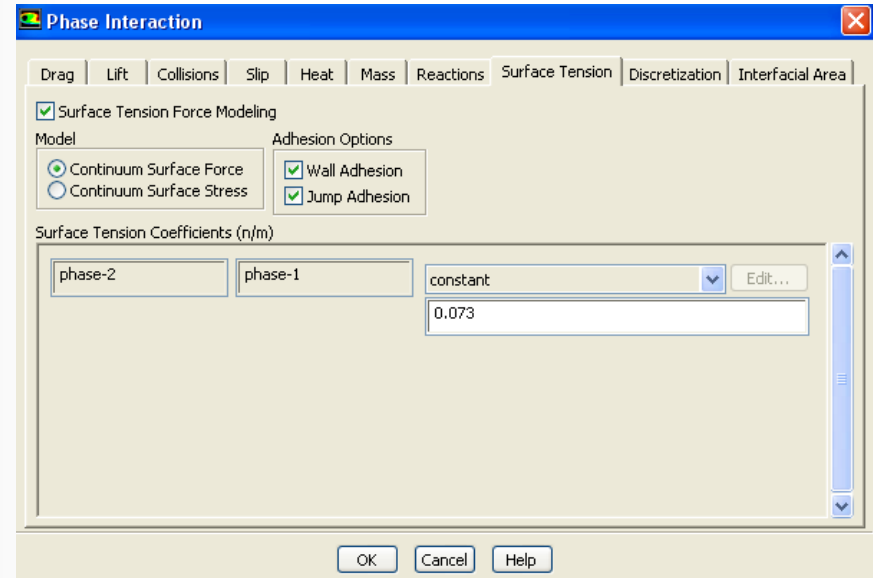 Phase Interaction
Drag Lift Collisions Slip Heat Mass Reactions Surface Tension Discretization Interfacial Area
Surface Tension Force Modeling
Model Adhesion Options
Continuum Surface Force Wall Adhesion
Continuum Surface Stress Jump Adhesion
Surface Tension Coefficients (n/m)
phase-2 phase-1 constant Edit...
0.073
OK Cancel Help